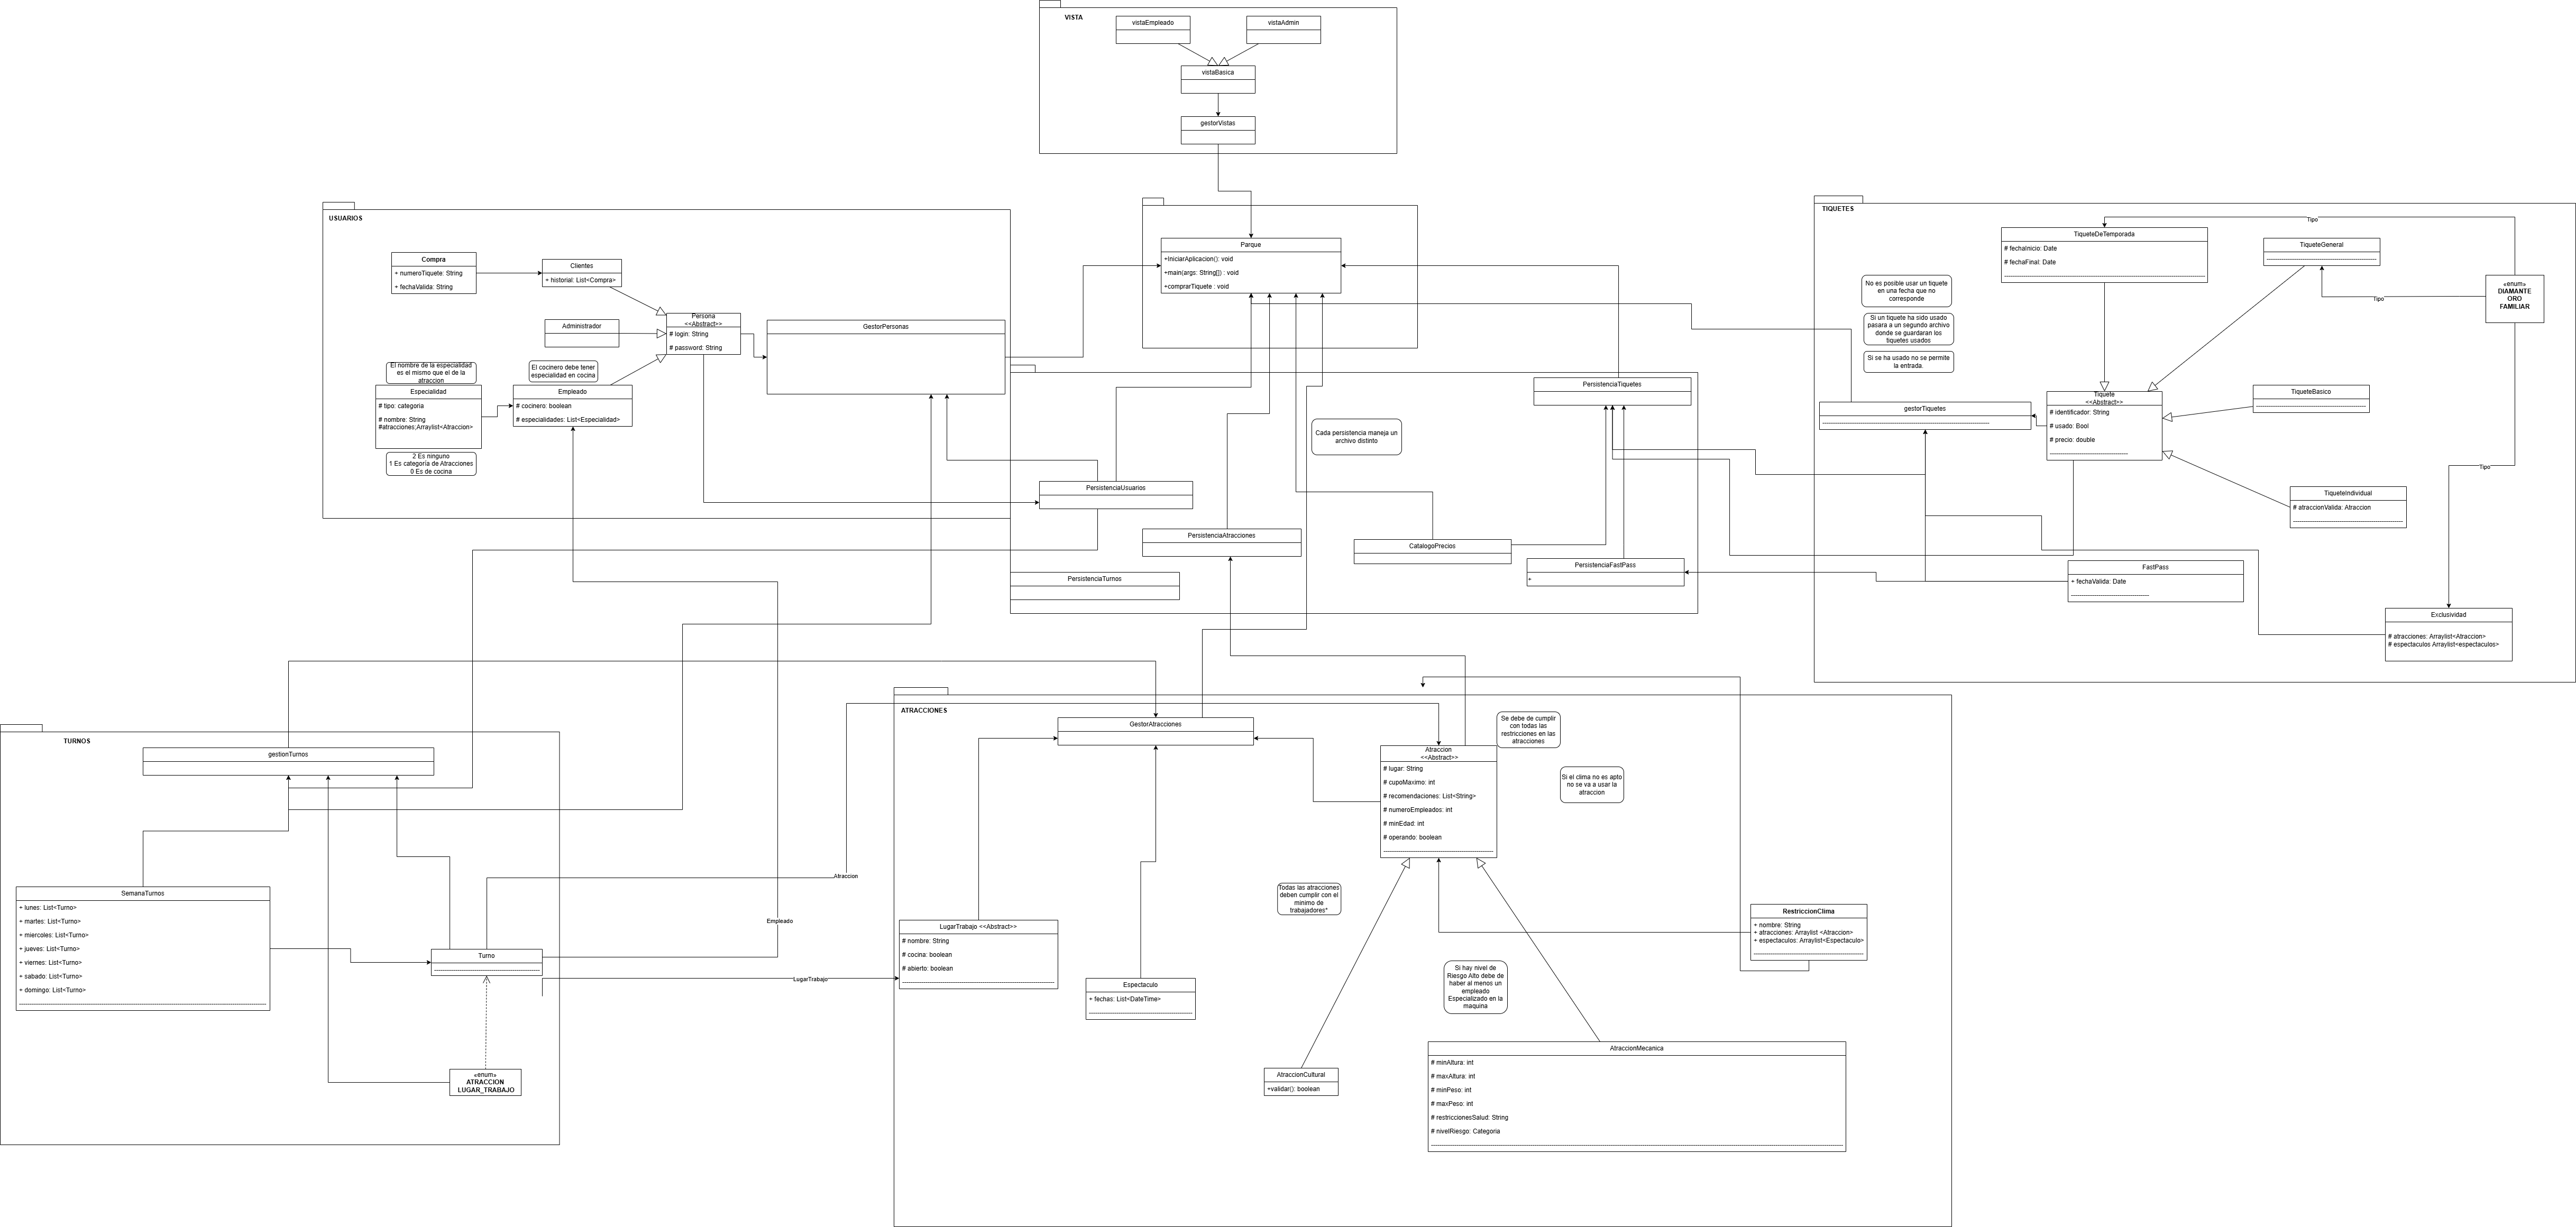 VISTA
vistaEmpleado
vistaAdmin
vistaBasica
gestorVistas
USUARIOS
Compra
+ numeroTiquete: String
+ fechaValida: String
Clientes
+ historial: List<Compra>
Administrador
Persona
<<Abstract>>
# login: String
# password: String
GestorPersonas
El nombre de la especialidad
es el mismo que el de la
atraccion
El cocinero debe tener
especialidad en cocina
Especialidad
# tipo: categoria
# nombre: String
#atracciones;Arraylist<Atraccion>
Empleado
# cocinero: boolean
# especialidades: List<Especialidad>
2 Es ninguno
1 Es categoría de Atracciones
0 Es de cocina
Parque
+IniciarAplicacion(): void
+main(args: String[]) : void
+comprarTiquete : void
PersistenciaTiquetes
Cada persistencia maneja un
archivo distinto
PersistenciaUsuarios
PersistenciaAtracciones
CatalogoPrecios
PersistenciaFastPass
+
PersistenciaTurnos
TIQUETES
Tipo
TiqueteDeTemporada
# fechaInicio: Date
# fechaFinal: Date
TiqueteGeneral
«enum»
DIAMANTE
ORO
FAMILIAR
Tipo
No es posible usar un tiquete
en una fecha que no
corresponde
Si un tiquete ha sido usado
pasara a un segundo archivo
donde se guardaran los
tiquetes usados
Si se ha usado no se permite
la entrada.
gestorTiquetes
Tiquete
<<Abstract>>
# identificador: String
# usado: Bool
# precio: double
TiqueteBasico
Tipo
TiqueteIndividual
# atraccionValida: Atraccion
FastPass
+ fechaValida: Date
Exclusividad
# atracciones: Arraylist<Atraccion>
# espectaculos Arraylist<espectaculos>
TURNOS
gestionTurnos
SemanaTurnos
+ lunes: List<Turno>
+ martes: List<Turno>
+ miercoles: List<Turno>
+ jueves: List<Turno>
+ viernes: List<Turno>
+ sabado: List<Turno>
+ domingo: List<Turno>
Turno
«enum»
ATRACCION
LUGAR_TRABAJO
Atraccion
Empleado
LugarTrabajo
ATRACCIONES
GestorAtracciones
Se debe de cumplir
con todas las
restricciones en las
atracciones
Atraccion
<<Abstract>>
# lugar: String
# cupoMaximo: int
# recomendaciones: List<String>
# numeroEmpleados: int
# minEdad: int
# operando: boolean
Si el clima no es apto
no se va a usar la
atraccion
Todas las atracciones
deben cumplir con el
minimo de
trabajadores*
LugarTrabajo <<Abstract>>
# nombre: String
# cocina: boolean
# abierto: boolean
Espectaculo
+ fechas: List<DateTime>
Si hay nivel de
Riesgo Alto debe de
haber al menos un
empleado
Especializado en la
maquina
RestriccionClima
+ nombre: String
+ atracciones: Arraylist <Atraccion>
+ espectaculos: Arraylist<Espectaculo>
AtraccionCultural
+validar(): boolean
AtraccionMecanica
# minAltura: int
# maxAltura: int
# minPeso: int
# maxPeso: int
# restriccionesSalud: String
# nivelRiesgo: Categoria